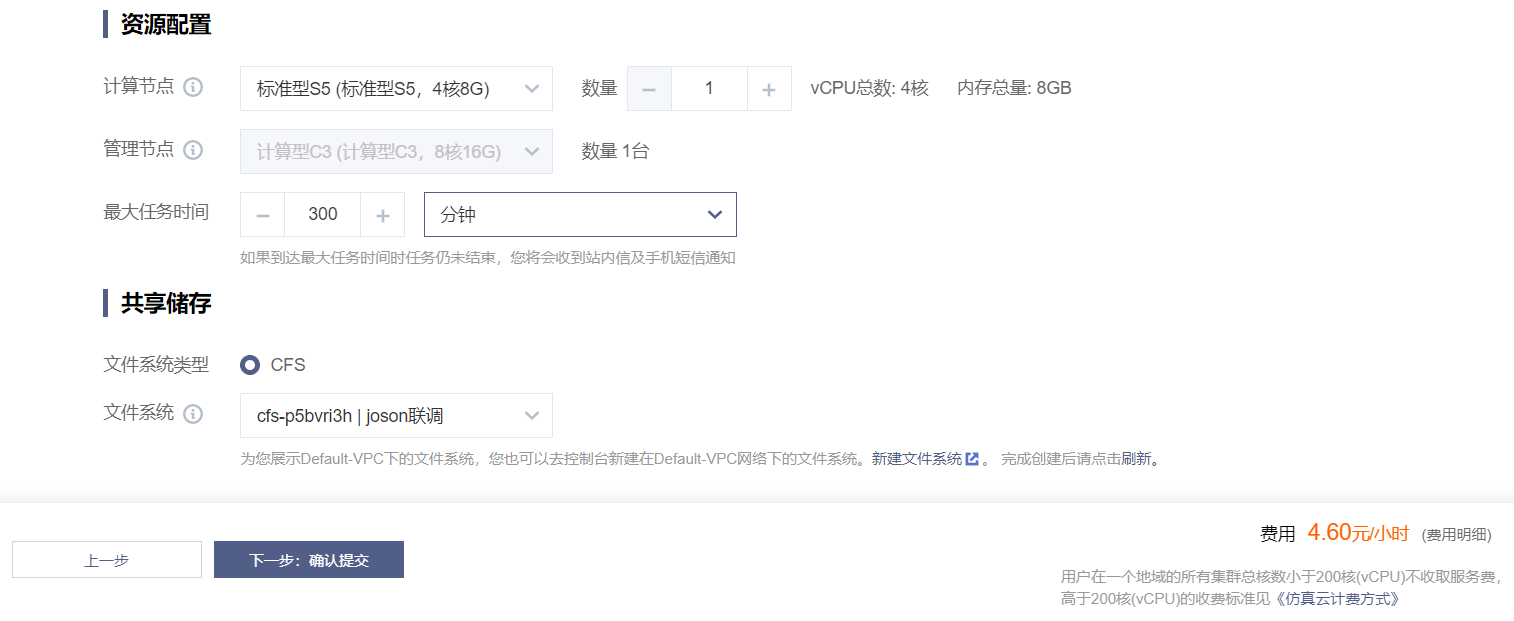 资源配置
计算节点 标准型S5 (标准型S5，4核8G) 数量 − 1 + vCPU总数: 4核 内存总量: 8GB
管理节点 计算型C3 (计算型C3，8核16G) 数量 1台
最大任务时间 − 300 + 分钟
如果到达最大任务时间时任务仍未结束，您将会收到站内信及手机短信通知
共享储存
文件系统类型 CFS
文件系统 cfs-p5bvri3h | joson联调
为您展示Default-VPC下的文件系统，您也可以去控制台新建在Default-VPC网络下的文件系统。新建文件系统 。 完成创建后请点击刷新。
上一步 下一步：确认提交
费用 4.60元/小时 (费用明细)
用户在一个地域的所有集群总核数小于200核(vCPU)不收取服务费，
高于200核(vCPU)的收费标准见《仿真云计费方式》